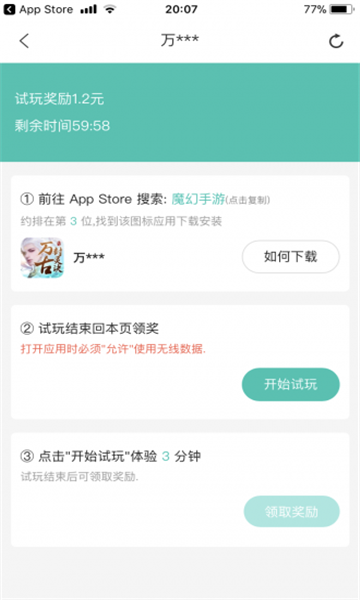 App Store
20:07
77%
万***
试玩奖励1.2元
剩余时间59:58
① 前往 App Store 搜索: 魔幻手游(点击复制)
约排在第 3 位,找到该图标应用下载安装
万古
万***
如何下载
② 试玩结束回本页领奖
打开应用时必须"允许"使用无线数据.
开始试玩
③ 点击"开始试玩"体验 3 分钟
试玩结束后可领取奖励.
领取奖励